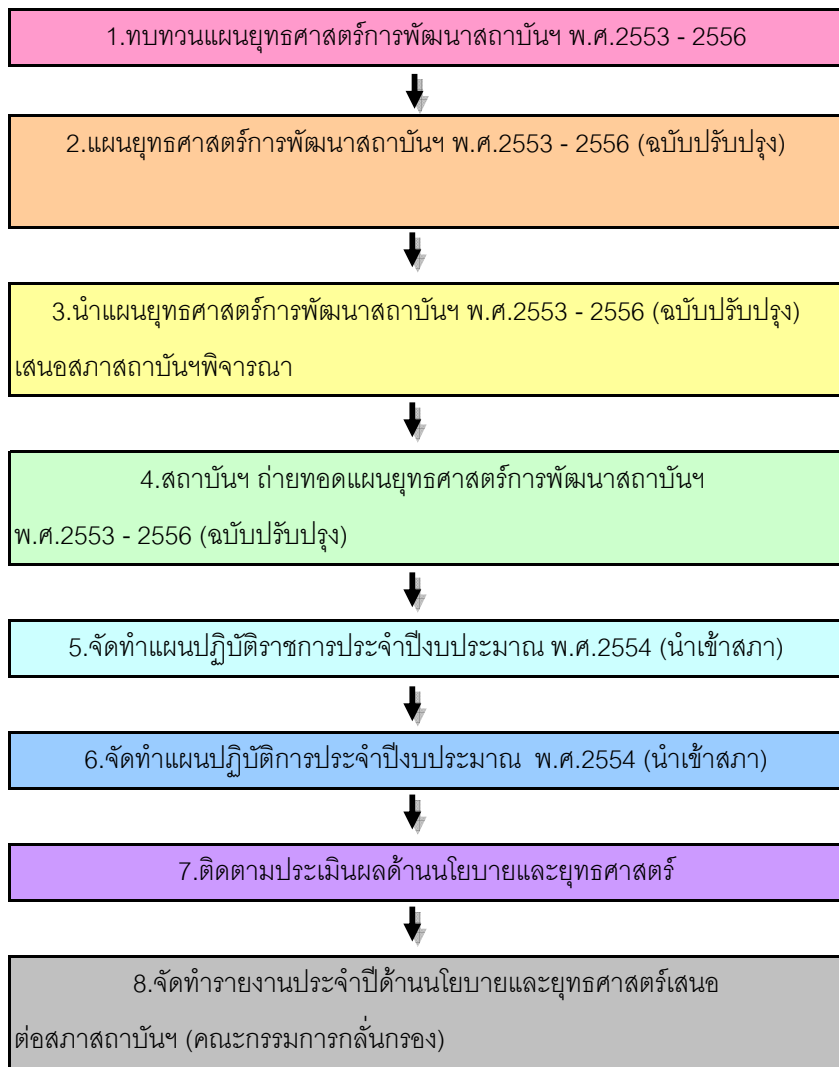 1.ทบทวนแผนยุทธศาสตร์การพัฒนาสถาบันฯ พ.ศ.2553 - 2556
2.แผนยุทธศาสตร์การพัฒนาสถาบันฯ พ.ศ.2553 - 2556 (ฉบับปรับปรุง)
3.นำแผนยุทธศาสตร์การพัฒนาสถาบันฯ พ.ศ.2553 - 2556 (ฉบับปรับปรุง)
เสนอสภาสถาบันฯพิจารณา
4.สถาบันฯ ถ่ายทอดแผนยุทธศาสตร์การพัฒนาสถาบันฯ
พ.ศ.2553 - 2556 (ฉบับปรับปรุง)
5.จัดทำแผนปฏิบัติราชการประจำปีงบประมาณ พ.ศ.2554 (นำเข้าสภา)
6.จัดทำแผนปฏิบัติการประจำปีงบประมาณ พ.ศ.2554 (นำเข้าสภา)
7.ติดตามประเมินผลด้านนโยบายและยุทธศาสตร์
8.จัดทำรายงานประจำปีด้านนโยบายและยุทธศาสตร์เสนอ
ต่อสภาสถาบันฯ (คณะกรรมการกลั่นกรอง)